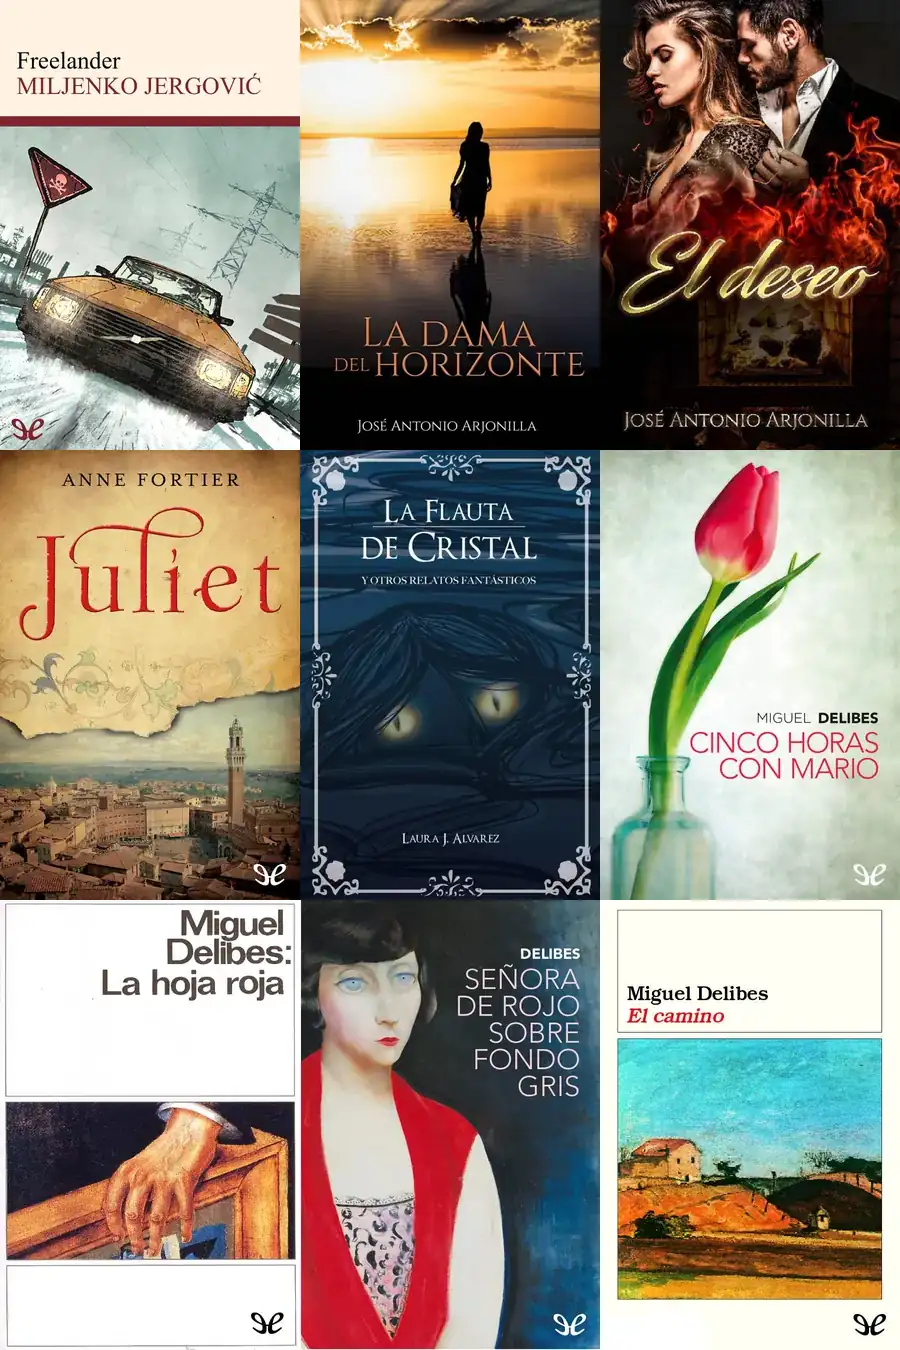 Freelander
MILJENKO JERGOVIĆ
LA DAMA
DEL HORIZONTE
JOSÉ ANTONIO ARJONILLA
El deseo
JOSÉ ANTONIO ARJONILLA
ANNE FORTIER
Juliet
LA FLAUTA
DE CRISTAL
Y OTROS RELATOS FANTÁSTICOS
LAURA J. ALVAREZ
MIGUEL DELIBES
CINCO HORAS
CON MARIO
Miguel
Delibes:
La hoja roja
DELIBES
SEÑORA
DE ROJO
SOBRE
FONDO
GRIS
Miguel Delibes
El camino